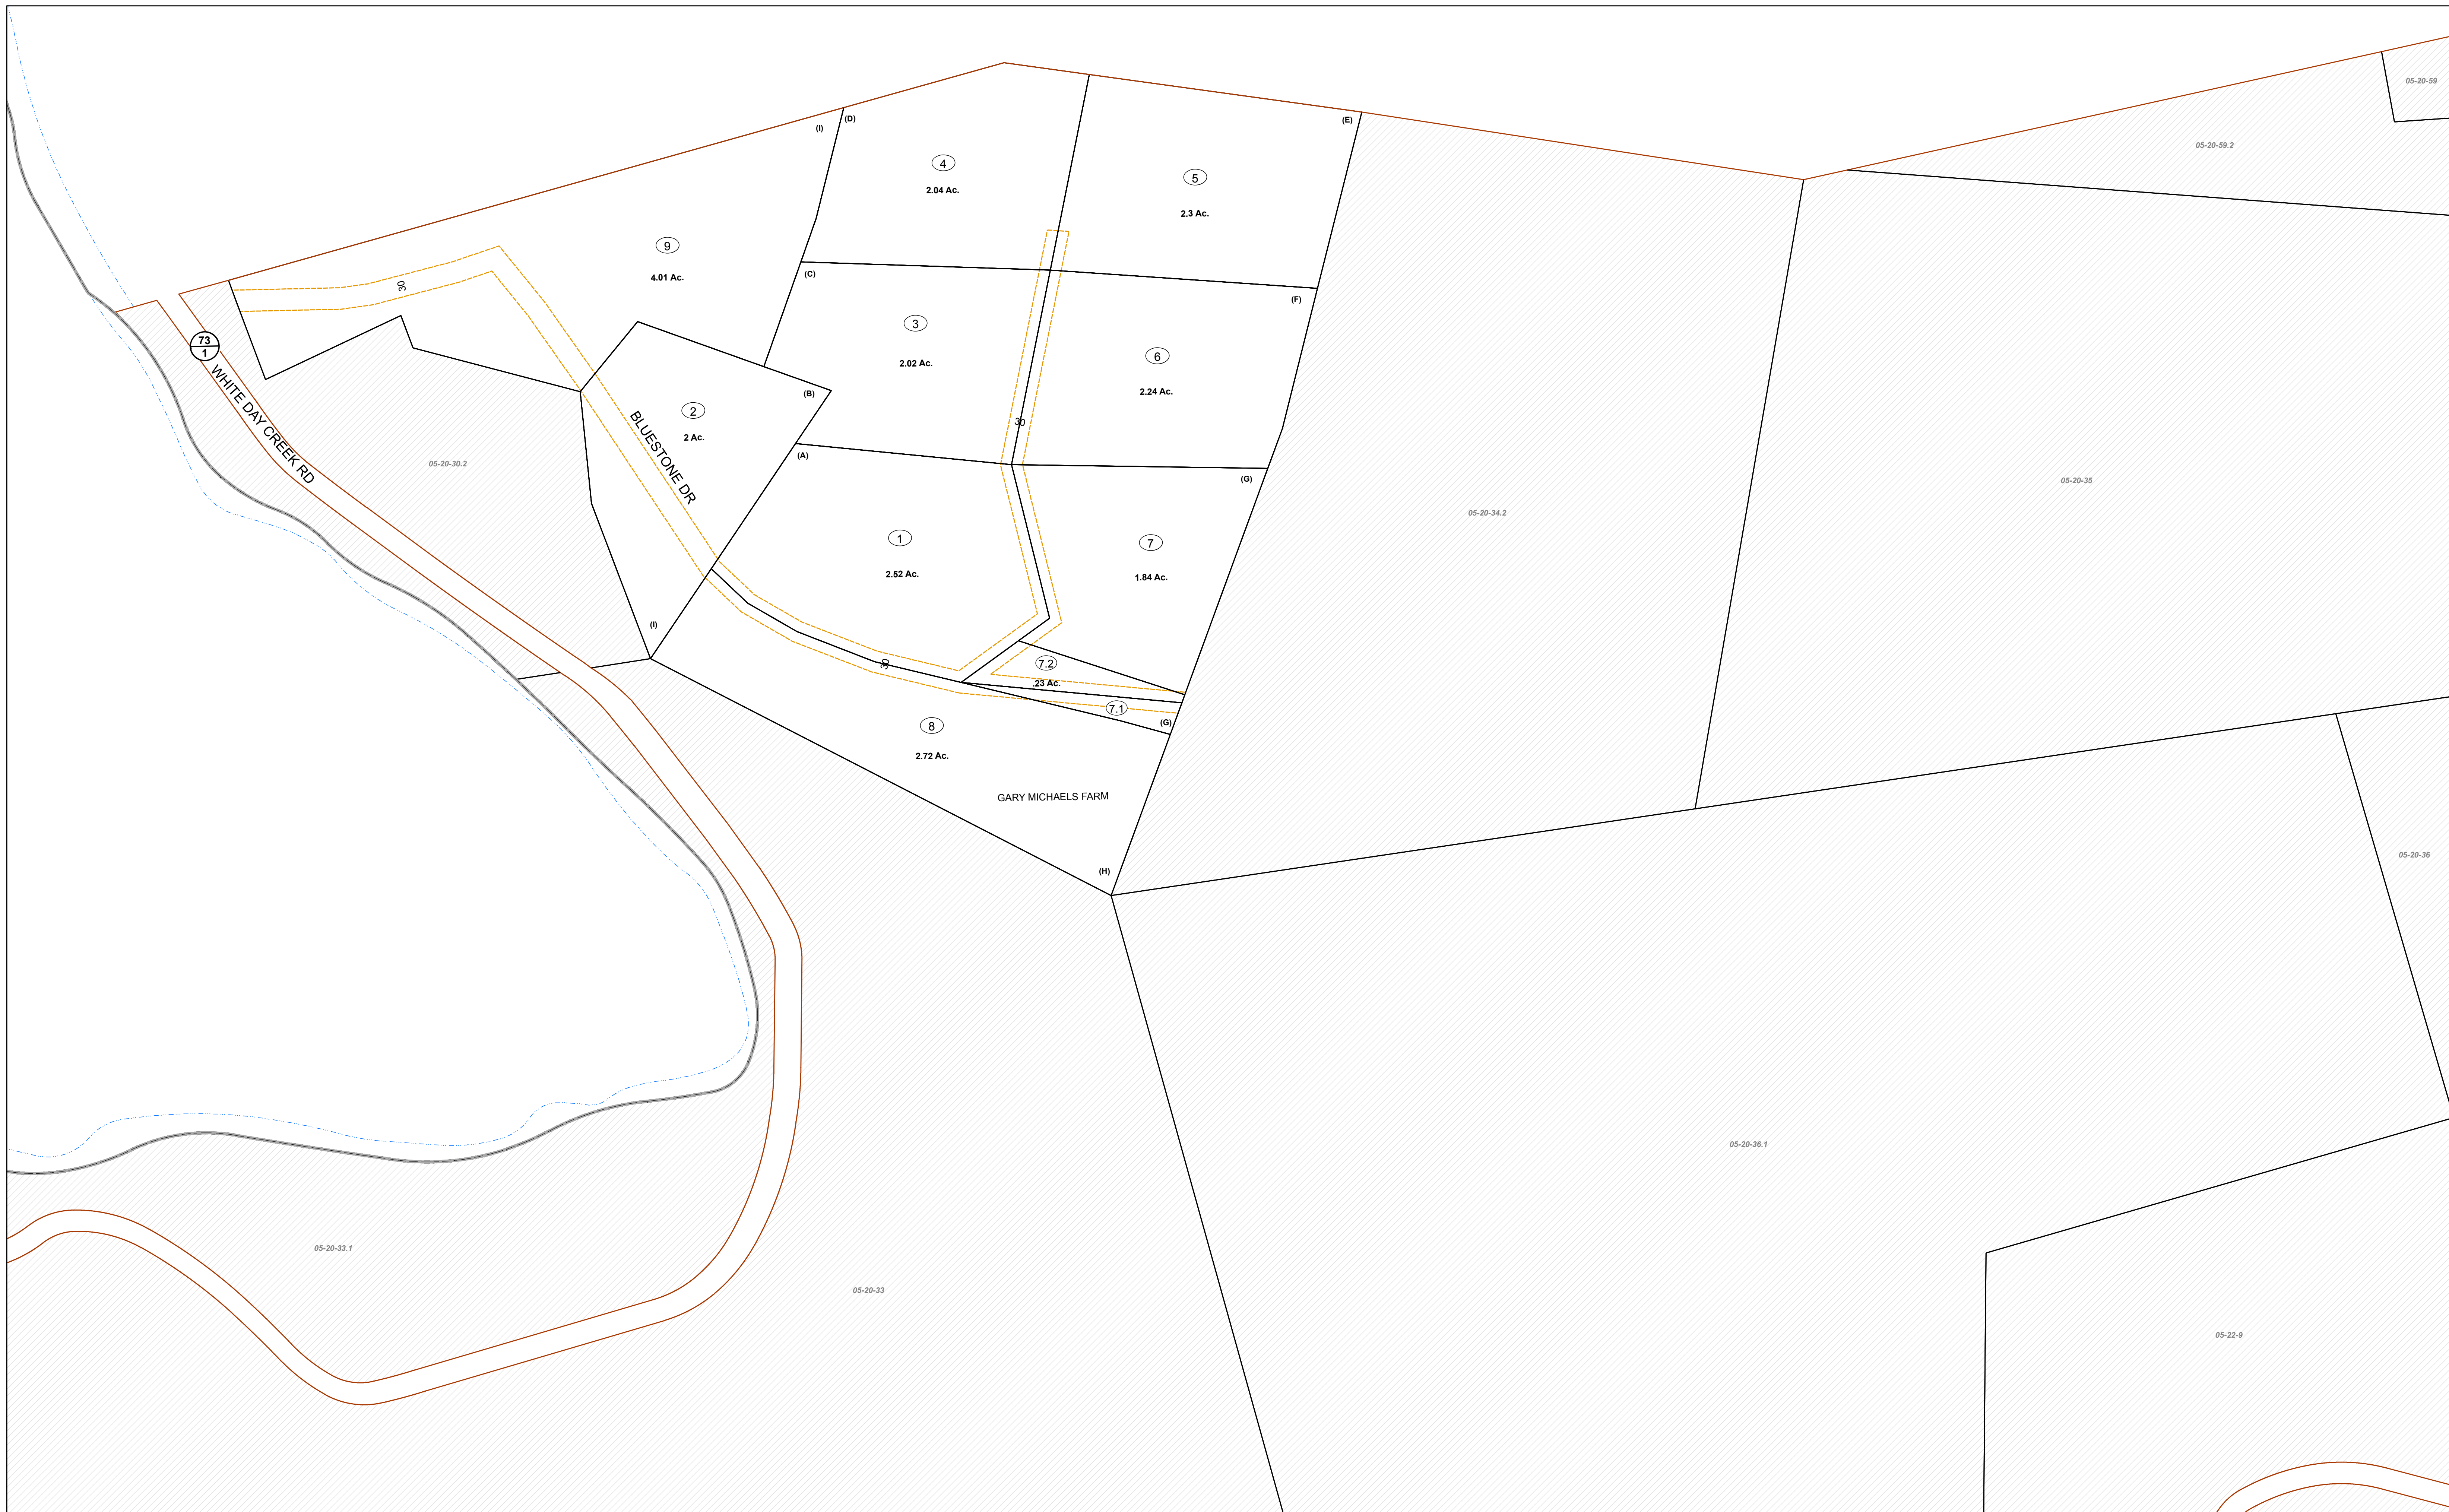 05-20-59
(I)
(D)
(E)
4
2.04 Ac.
05-20-59.2
5
2.3 Ac.
9
4.01 Ac.
(C)
30
(F)
3
2.02 Ac.
73
1
6
2.24 Ac.
WHITE DAY CREEK RD
(B)
2
2 Ac.
BLUESTONE DR
30
(A)
05-20-30.2
(G)
05-20-35
05-20-34.2
1
2.52 Ac.
7
1.84 Ac.
(I)
30
7.2
.23 Ac.
7.1
(G)
8
2.72 Ac.
GARY MICHAELS FARM
(H)
05-20-36
05-20-36.1
05-20-33.1
05-20-33
05-22-9